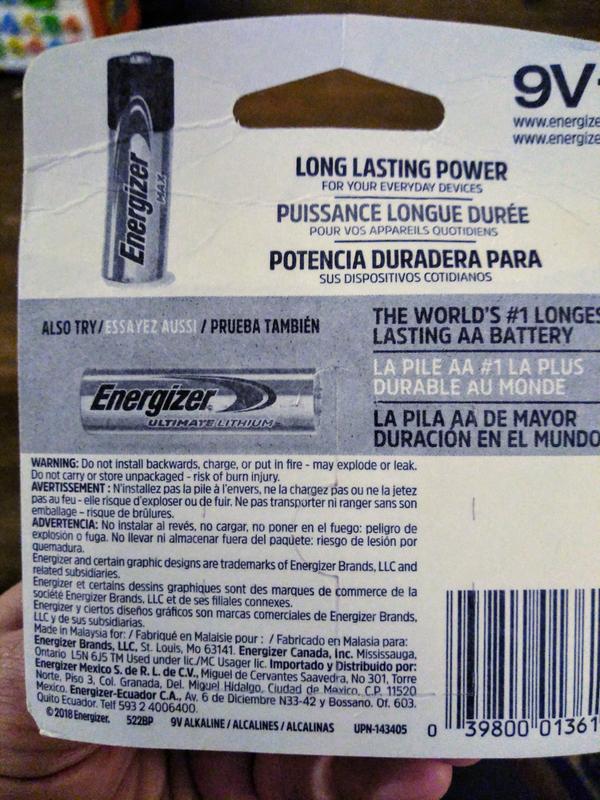 9V
www.energize
www.energize
Energizer
MAX
LONG LASTING POWER
FOR YOUR EVERYDAY DEVICES
PUISSANCE LONGUE DURÉE
POUR VOS APPAREILS QUOTIDIENS
POTENCIA DURADERA PARA
SUS DISPOSITIVOS COTIDIANOS
ALSO TRY/ESSAYEZ AUSSI / PRUEBA TAMBIÉN
Energizer
ULTIMATE LITHIUM
THE WORLD'S #1 LONGES
LASTING AA BATTERY
LA PILE AA #1 LA PLUS
DURABLE AU MONDE
LA PILA AA DE MAYOR
DURACIÓN EN EL MUNDO
WARNING: Do not install backwards, charge, or put in fire - may explode or leak.
Do not carry or store unpackaged - risk of burn injury.
AVERTISSEMENT : N'installez pas la pile à l'envers, ne la chargez pas ou ne la jetez
pas au feu - elle risque d'exploser ou de fuir. Ne pas transporter ni ranger sans son
emballage – risque de brûlures.
ADVERTENCIA: No instalar al revés, no cargar, no poner en el fuego: peligro de
explosión o fuga. No llevar ni almacenar fuera del paquete: riesgo de lesión por
quemadura.
Energizer and certain graphic designs are trademarks of Energizer Brands, LLC and
related subsidiaries.
Energizer et certains dessins graphiques sont des marques de commerce de la
société Energizer Brands, LLC et de ses filiales connexes.
Energizer y ciertos diseños gráficos son marcas comerciales de Energizer Brands,
LLC y de sus subsidiarias.
Made in Malaysia for: / Fabriqué en Malaisie pour : / Fabricado en Malasia para:
Energizer Brands, LLC, St. Louis, Mo 63141. Energizer Canada, Inc. Mississauga,
Ontario L5N 6J5 TM Used under lic./MC Usager lic. Importado y Distribuido por:
Energizer Mexico S. de R. L. de C.V., Miguel de Cervantes Saavedra, No 301, Torre
Norte, Piso 3, Col. Granada, Del. Miguel Hidalgo, Ciudad de Mexico, C.P. 11520
Mexico. Energizer-Ecuador C.A., Av. 6 de Diciembre N33-42 y Bossano. Of. 603.
Quito Ecuador. Telf 593 2 4006400.
©2018 Energizer. 522BP 9V ALKALINE / ALCALINES / ALCALINAS UPN-143405
0 39800 01361